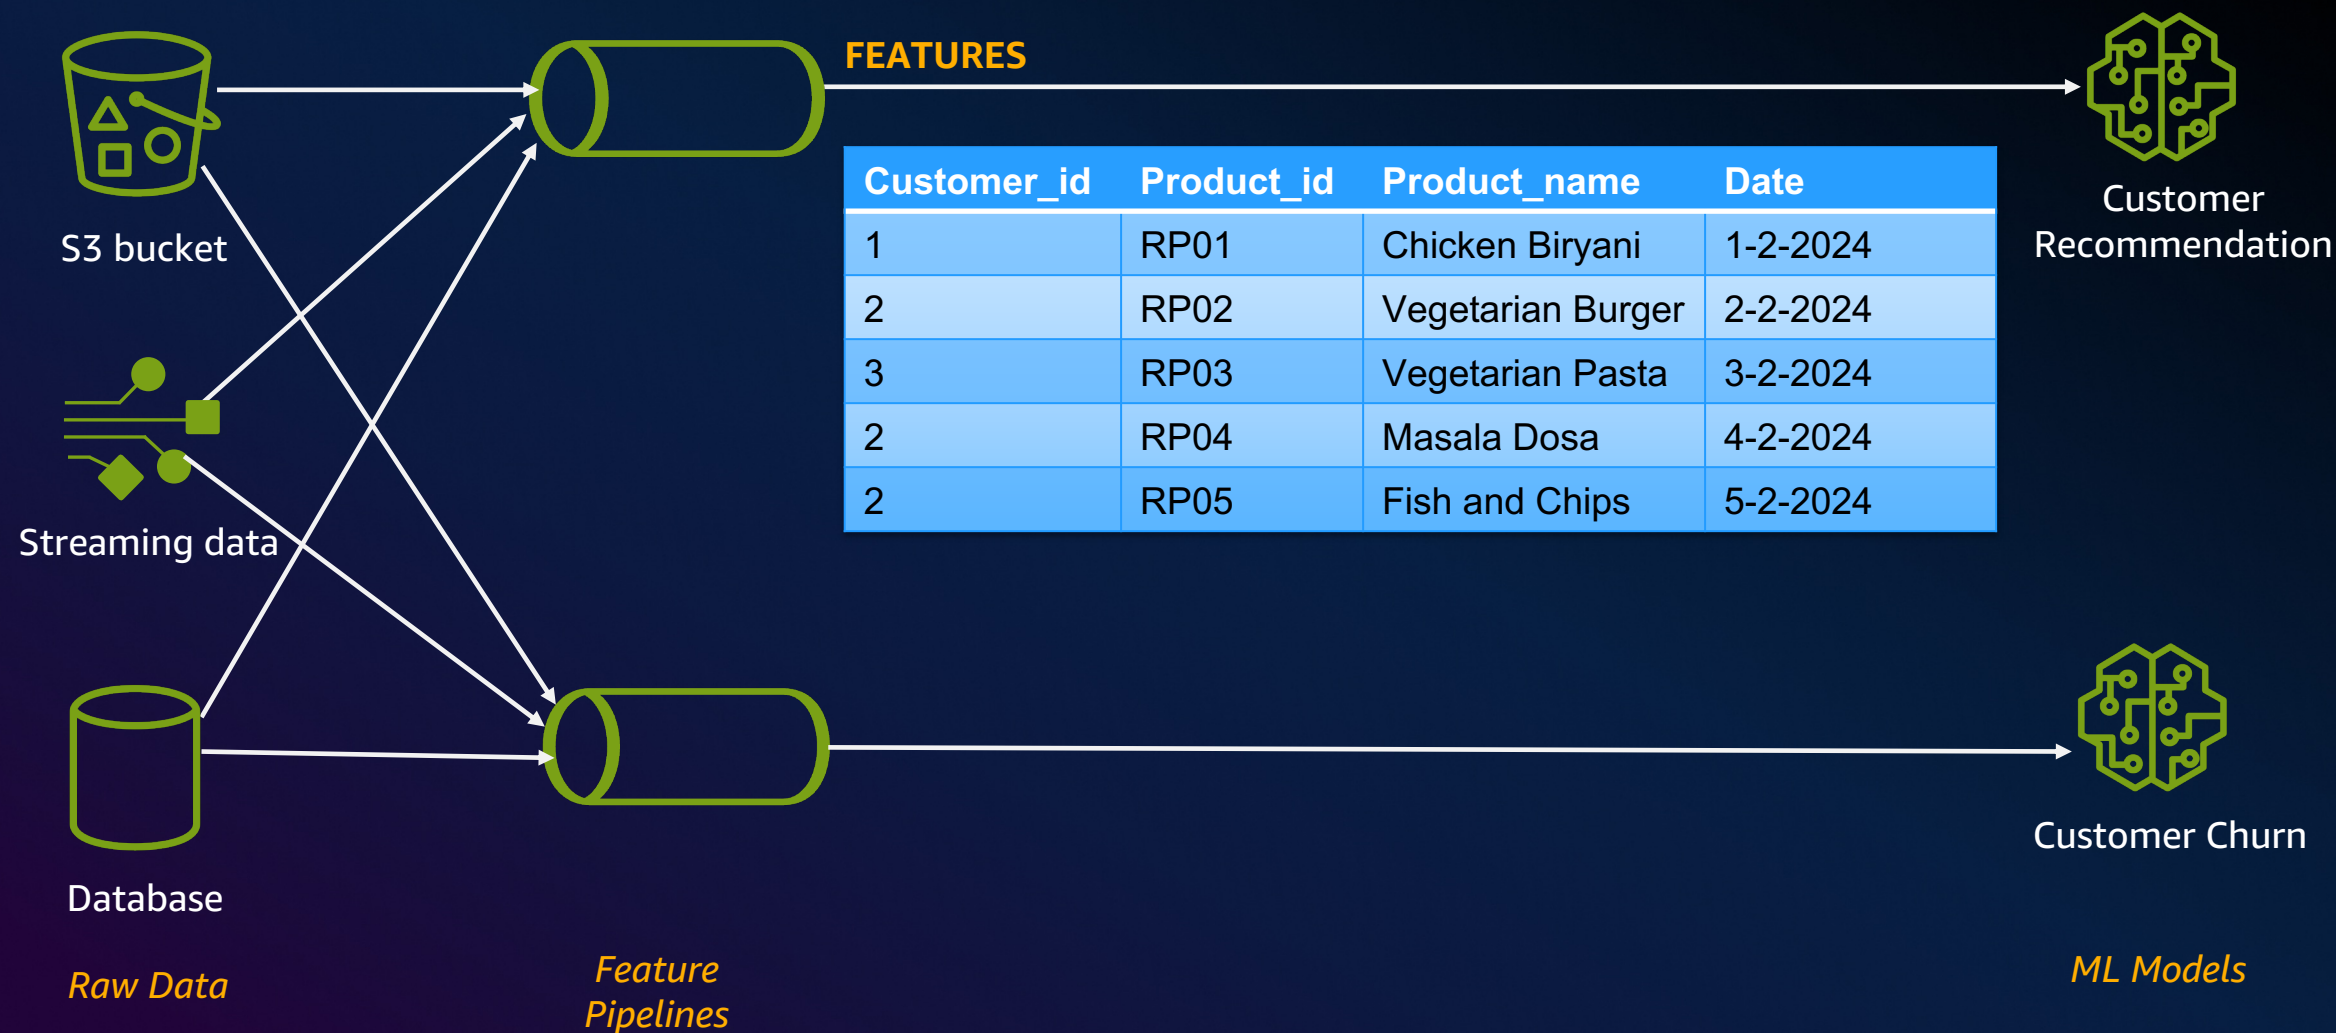 FEATURES
Customer_id Product_id Product_name Date
1 RP01 Chicken Biryani 1-2-2024
2 RP02 Vegetarian Burger 2-2-2024
3 RP03 Vegetarian Pasta 3-2-2024
2 RP04 Masala Dosa 4-2-2024
2 RP05 Fish and Chips 5-2-2024
S3 bucket
Streaming data
Database
Raw Data
Feature
Pipelines
Customer
Recommendation
Customer Churn
ML Models